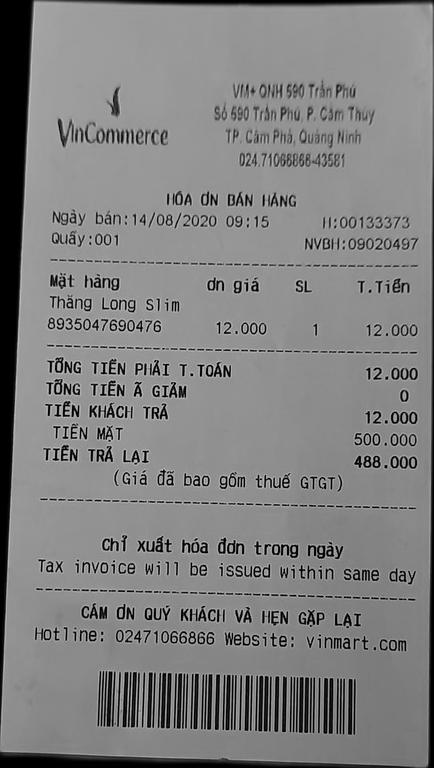 VinCommerce
VM+ QNH 590 Trần Phú
Số 590 Trần Phú, P. Cẩm Thủy
TP. Cẩm Phả, Quảng Ninh
024.71066866-43581
HÓA ƠN BÁN HÀNG
Ngày bán:14/08/2020 09:15 H:00133373
Quầy:001 NVBH:09020497
Mặt hàng ơn giá SL T.Tiền
Thăng Long Slim
8935047690476 12.000 1 12.000
TỔNG TIỀN PHẢI T.TOÁN 12.000
TỔNG TIỀN Ã GIẢM 0
TIỀN KHÁCH TRẢ 12.000
TIỀN MẶT 500.000
TIỀN TRẢ LẠI 488.000
(Giá đã bao gồm thuế GTGT)
Chỉ xuất hóa đơn trong ngày
Tax invoice will be issued within same day
CẢM ƠN QUÝ KHÁCH VÀ HẸN GẶP LẠI
Hotline: 02471066866 Website: vinmart.com